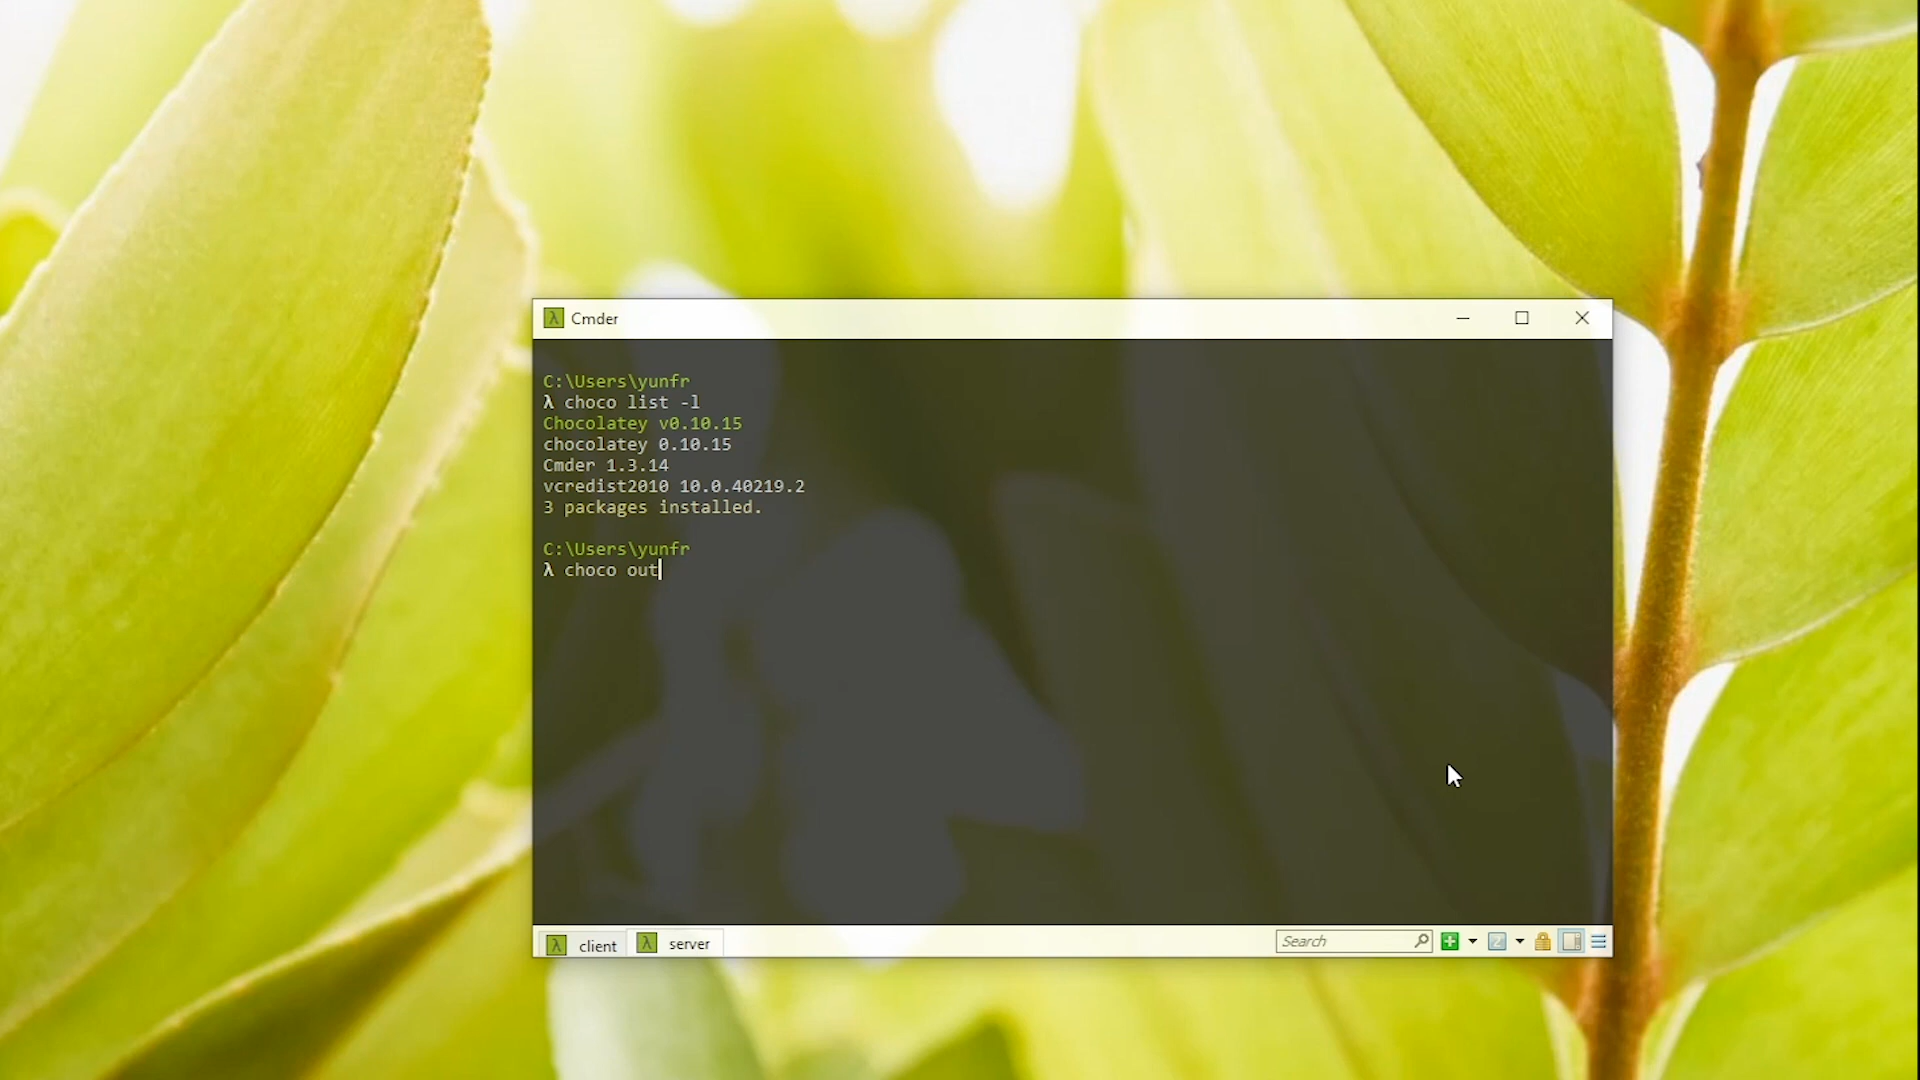 Cmder
C:\Users\yunfr
λ choco list -l
Chocolatey v0.10.15
chocolatey 0.10.15
Cmder 1.3.14
vcredist2010 10.0.40219.2
3 packages installed.
C:\Users\yunfr
λ choco out
client
server
Search